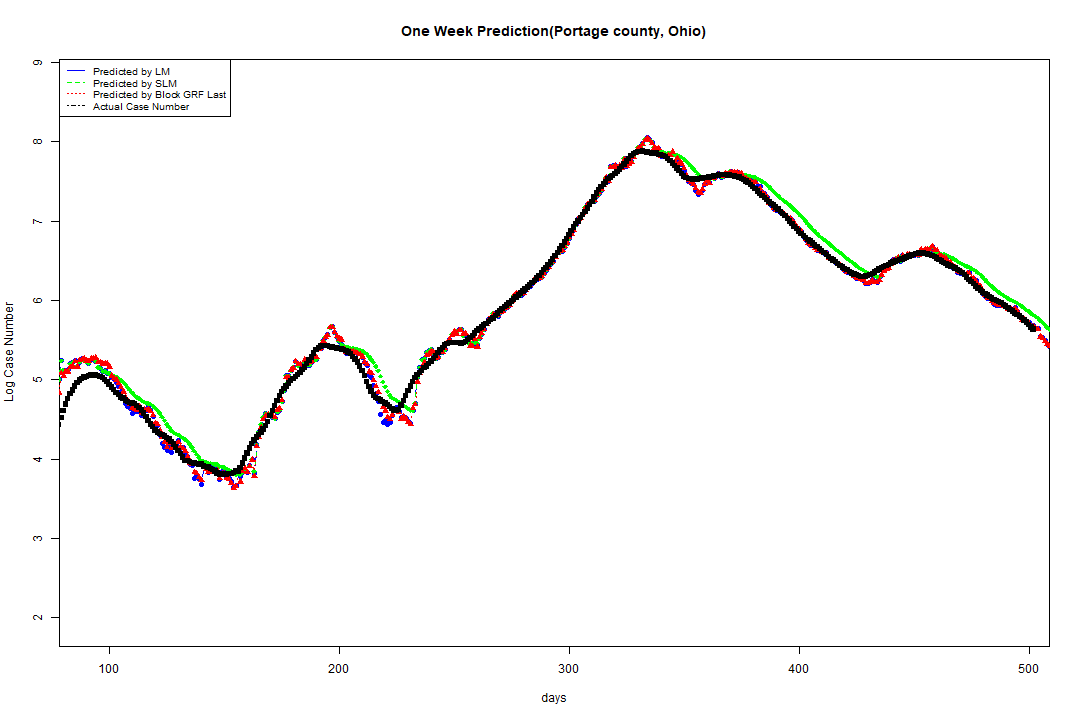 One Week Prediction(Portage county, Ohio)
Predicted by LM
Predicted by SLM
Predicted by Block GRF Last
Actual Case Number
9
8
7
6
5
4
3
2
Log Case Number
100 200 300 400 500
days